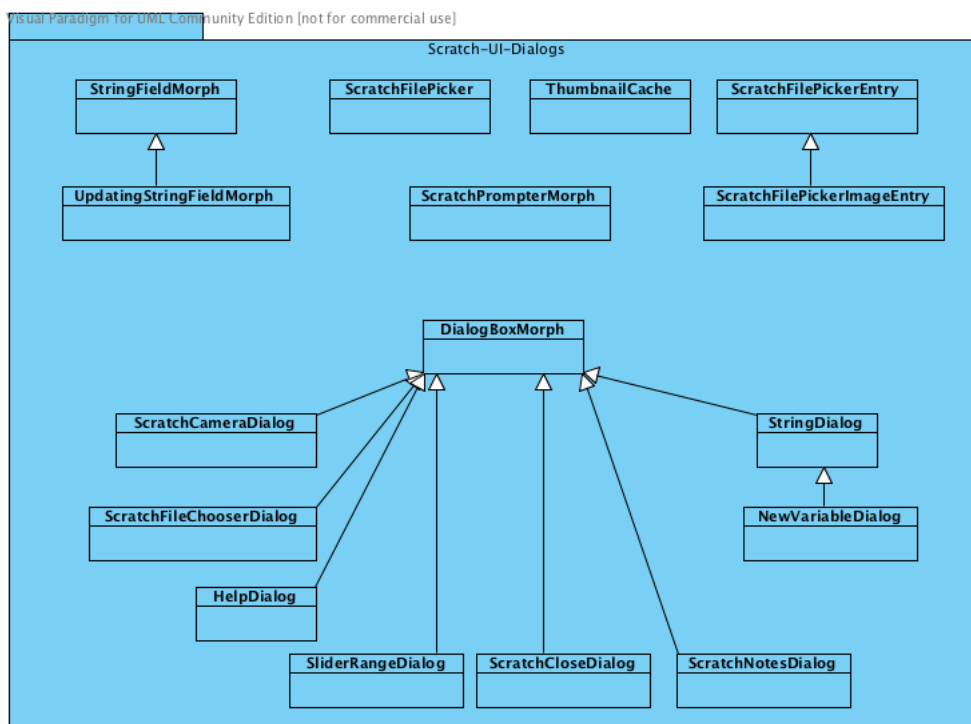 Visual Paradigm for UML Community Edition [not for commercial use]
Scratch-UI-Dialogs
StringFieldMorph
ScratchFilePicker
ThumbnailCache
ScratchFilePickerEntry
UpdatingStringFieldMorph
ScratchPrompterMorph
ScratchFilePickerImageEntry
DialogBoxMorph
ScratchCameraDialog
StringDialog
ScratchFileChooserDialog
NewVariableDialog
HelpDialog
SliderRangeDialog
ScratchCloseDialog
ScratchNotesDialog